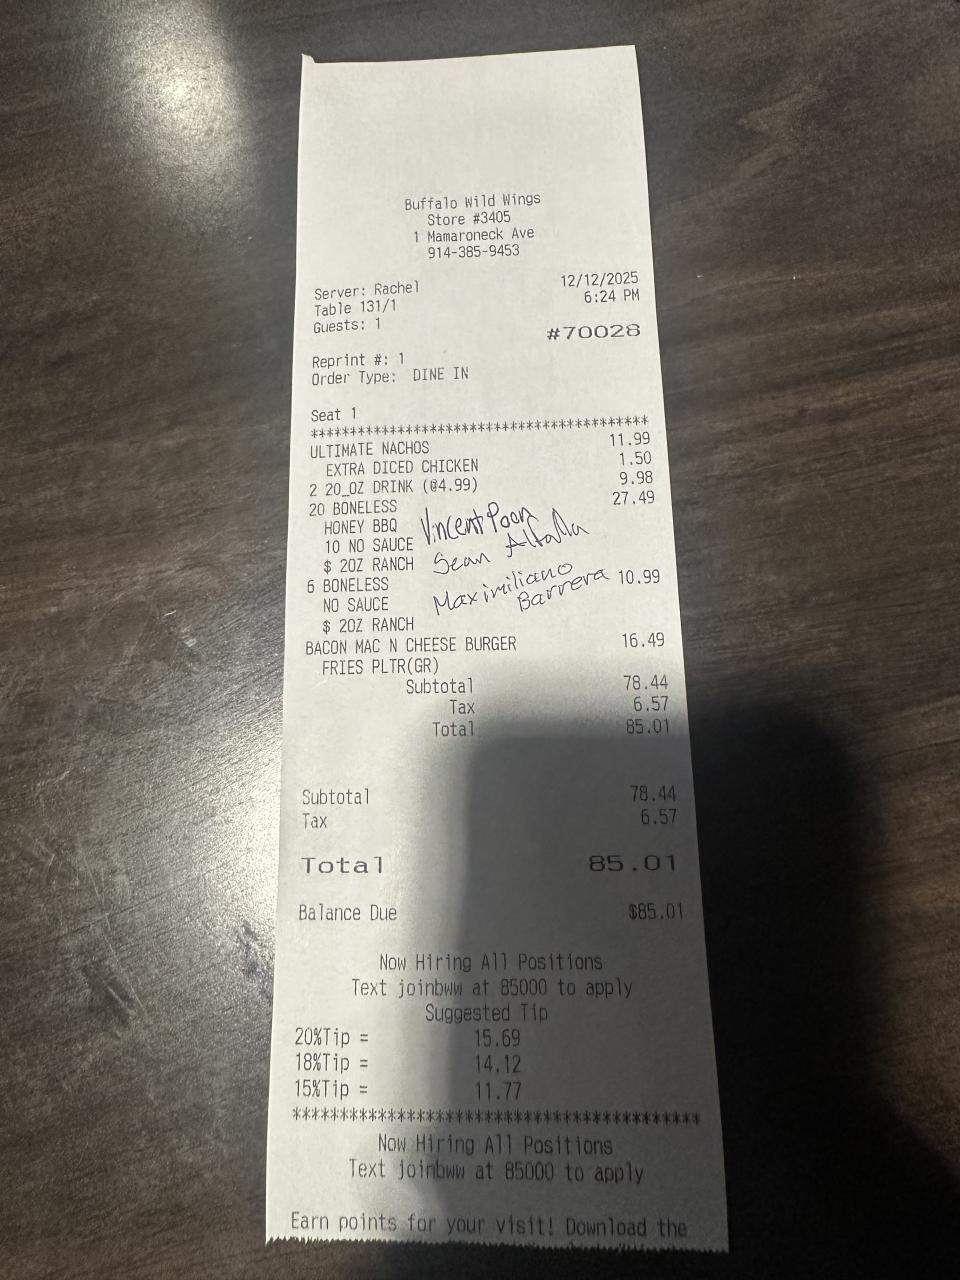 Buffalo Wild Wings
Store #3405
1 Mamaroneck Ave
914-385-9453
Server: Rachel 12/12/2025
Table 131/1 6:24 PM
Guests: 1
#70028
Reprint #: 1
Order Type: DINE IN
Seat 1
*******************************************
ULTIMATE NACHOS 11.99
EXTRA DICED CHICKEN 1.50
2 20_OZ DRINK (@4.99) 9.98
20 BONELESS 27.49
HONEY BBQ Vincent Poon
10 NO SAUCE Sean
$ 2OZ RANCH
6 BONELESS Maximiliano 10.99
NO SAUCE Barrera
$ 2OZ RANCH
BACON MAC N CHEESE BURGER 16.49
FRIES PLTR(GR)
Subtotal 78.44
Tax 6.57
Total 85.01
Subtotal 78.44
Tax 6.57
Total 85.01
Balance Due $85.01
Now Hiring All Positions
Text joinbww at 85000 to apply
Suggested Tip
20%Tip = 15.69
18%Tip = 14.12
15%Tip = 11.77
*******************************************
Now Hiring All Positions
Text joinbww at 85000 to apply
Earn points for your visit! Download the